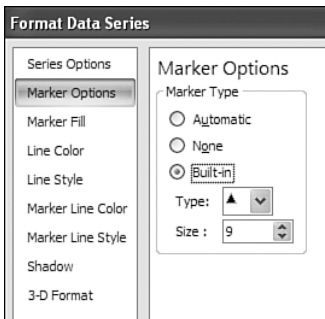 Format Data Series
Series Options
Marker Options
Marker Fill
Line Color
Line Style
Marker Line Color
Marker Line Style
Shadow
3-D Format
Marker Options
Marker Type
Automatic
None
Built-in
Type:
Size : 9